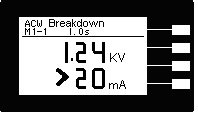 ACW Breakdown
M1-1 1.0s
1.24 KV
>20 mA